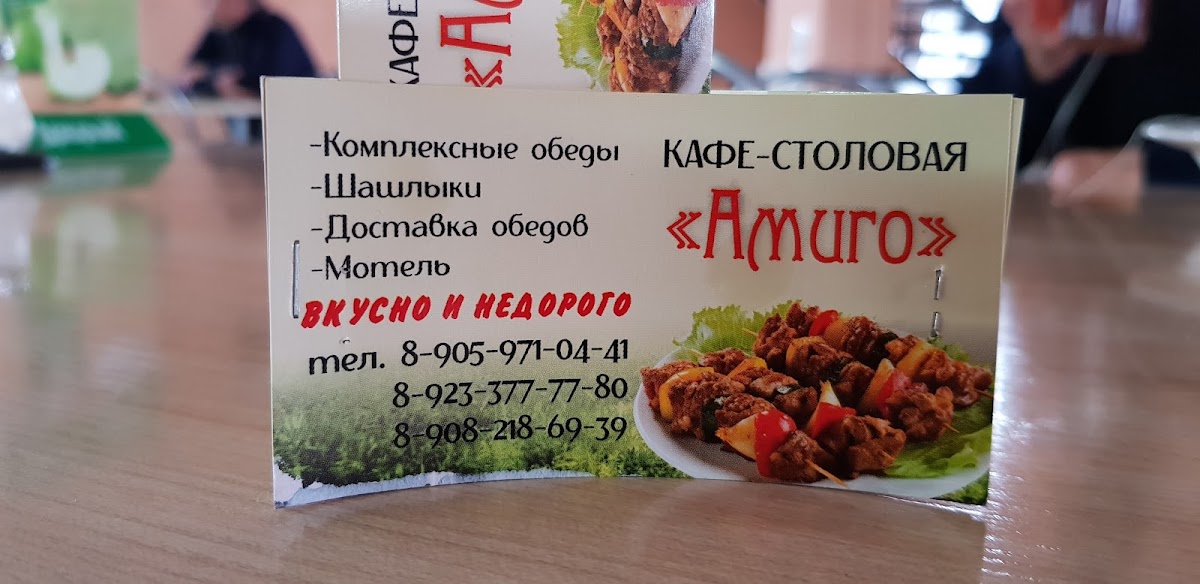 КАФЕ
-Комплексные обеды
-Шашлыки
-Доставка обедов
-Мотель
ВКУСНО И НЕДОРОГО
тел. 8-905-971-04-41
8-923-377-77-80
8-908-218-69-39
КАФЕ-СТОЛОВАЯ
«Амиго»